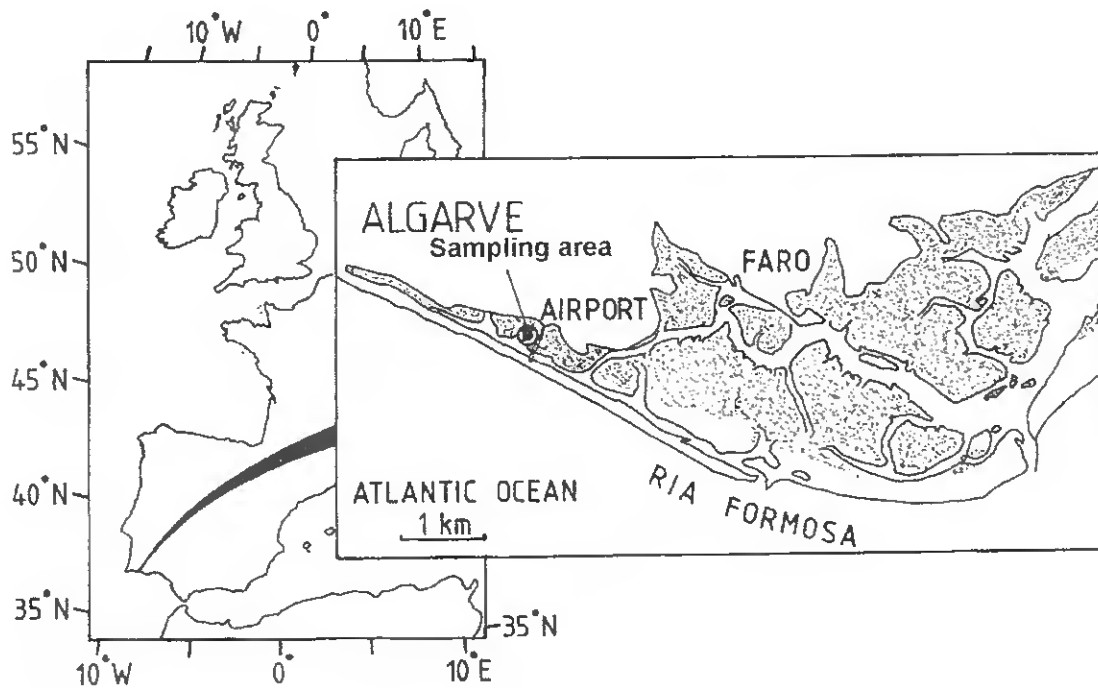 10°W 0° 10°E
55°N
50°N
45°N
40°N
35°N
ALGARVE
Sampling area
AIRPORT
FARO
ATLANTIC OCEAN
1 km
RIA FORMOSA
35°N
10°W 0° 10°E